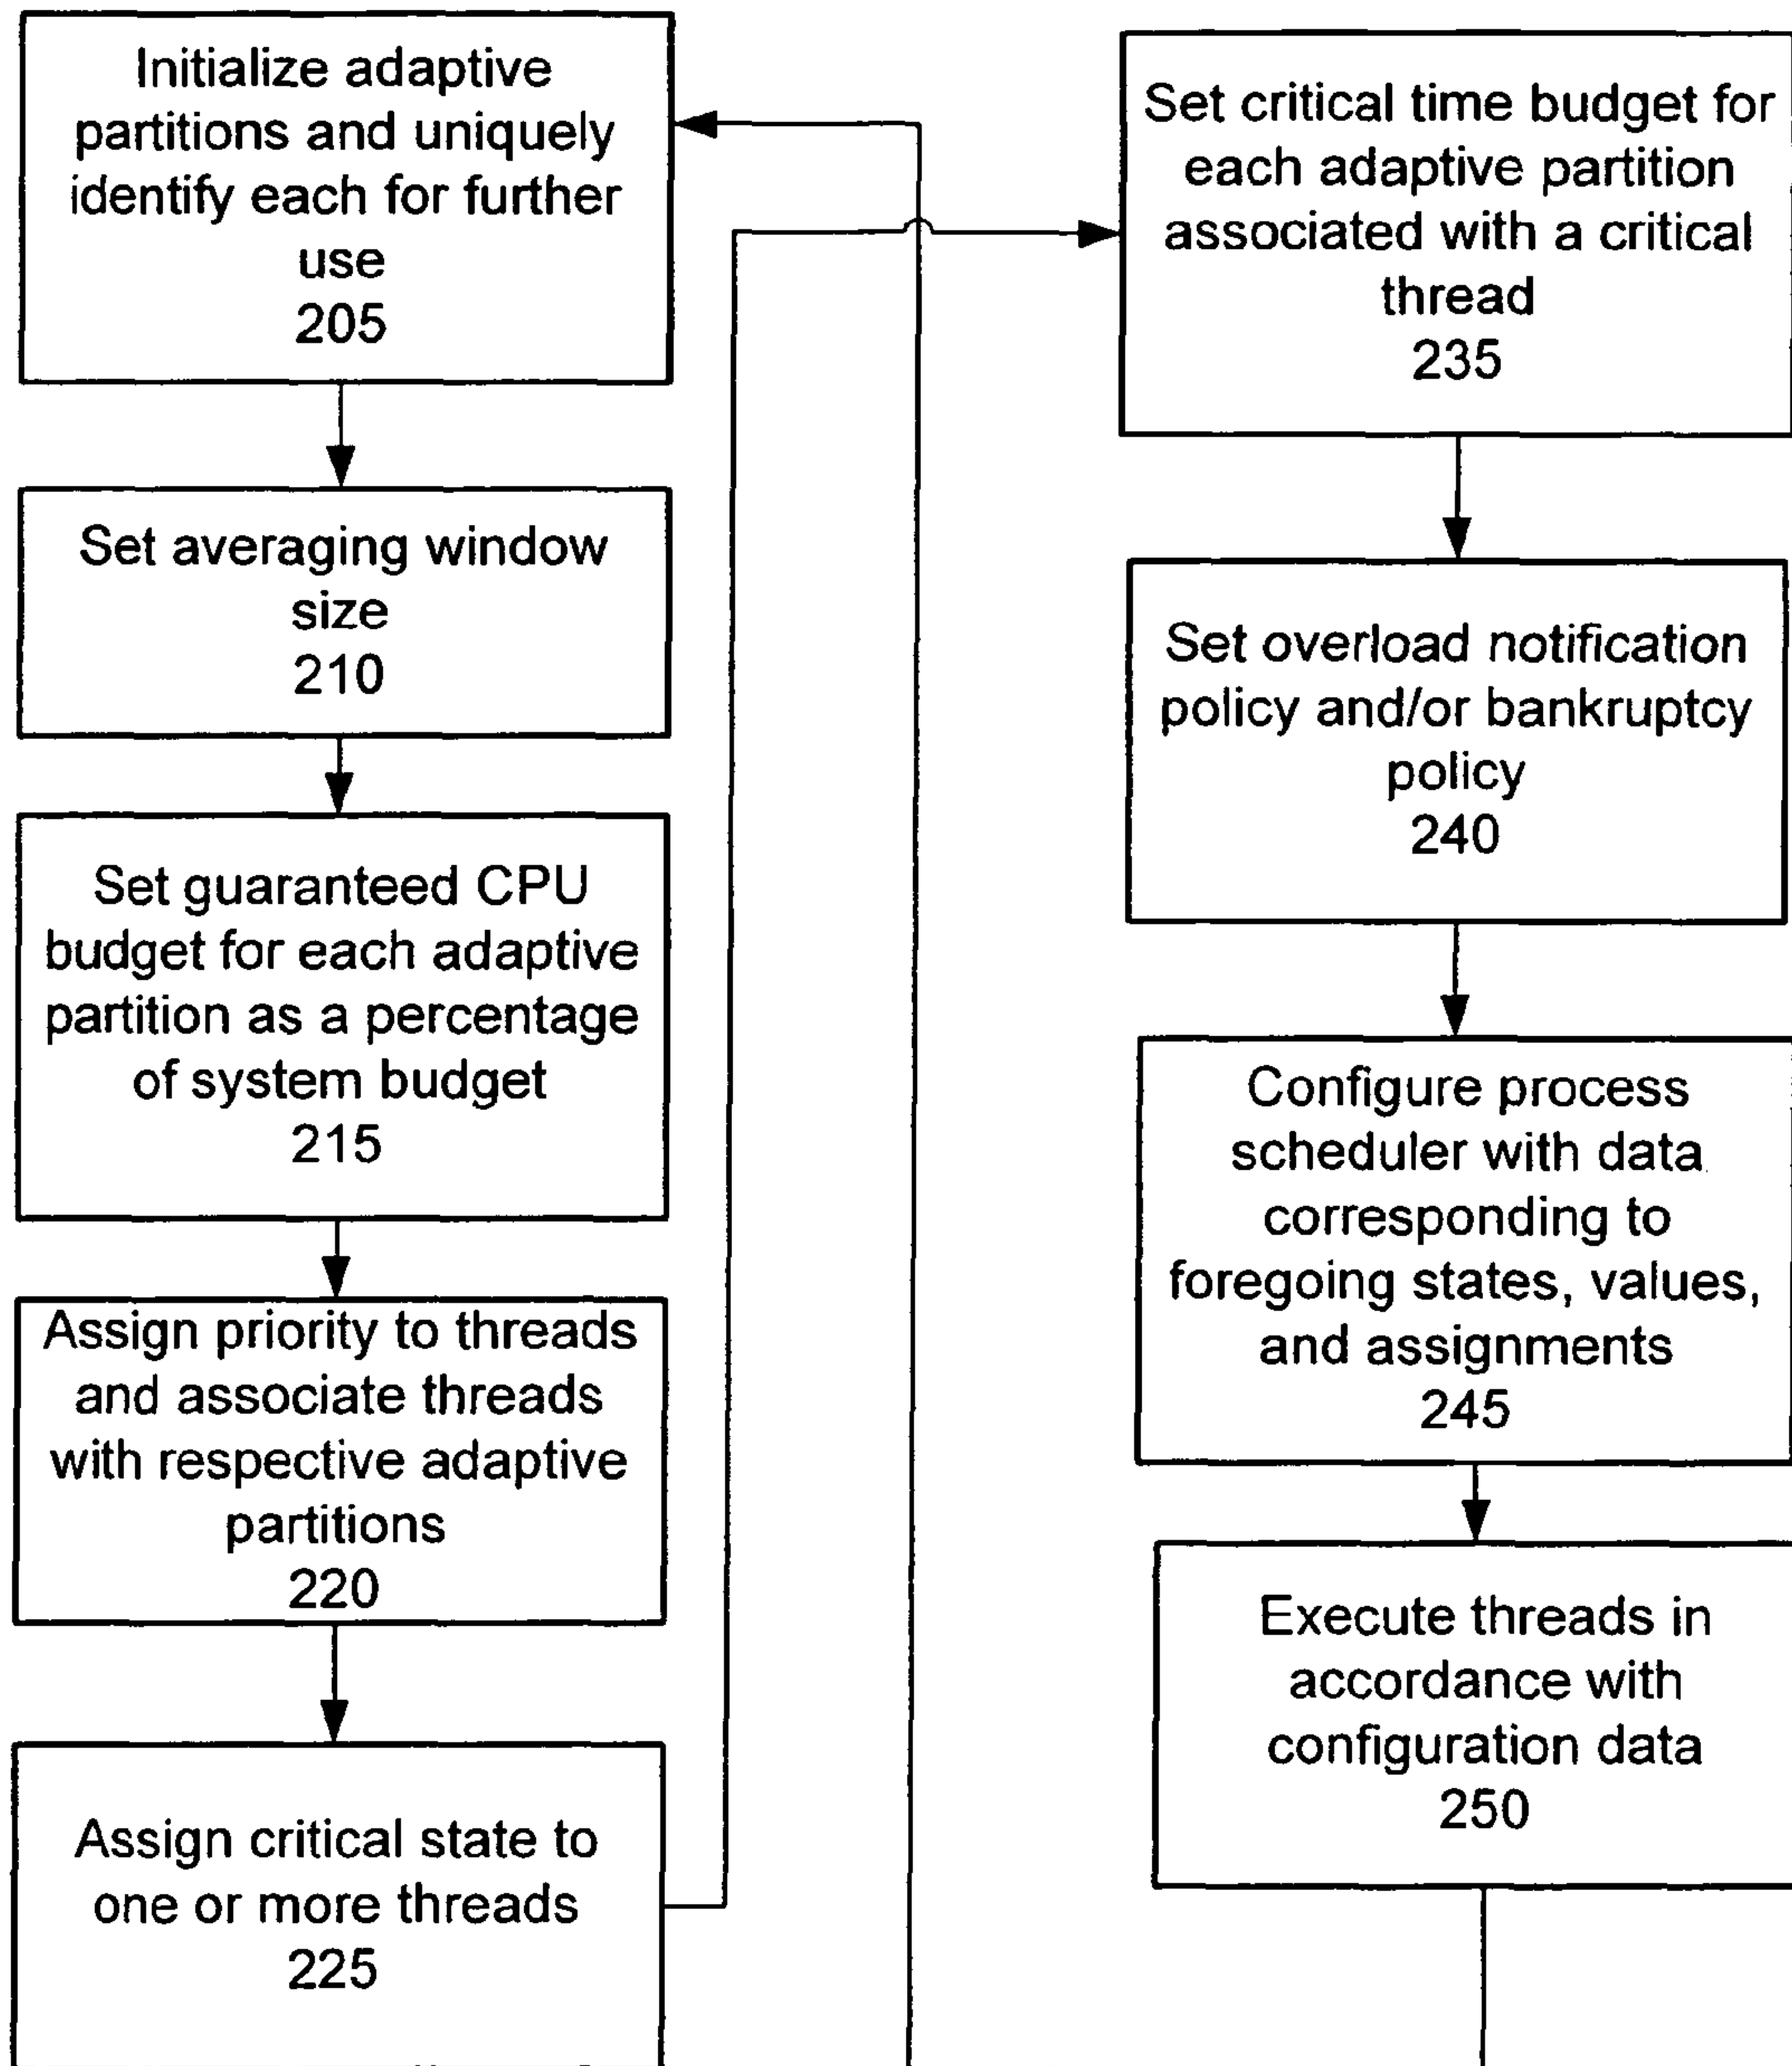 Initialize adaptive
partitions and uniquely
identify each for further
use
205
Set averaging window
size
210
Set guaranteed CPU
budget for each adaptive
partition as a percentage
of system budget
215
Assign priority to threads
and associate threads
with respective adaptive
partitions
220
Assign critical state to
one or more threads
225
Set critical time budget for
each adaptive partition
associated with a critical
thread
235
Set overload notification
policy and/or bankruptcy
policy
240
Configure process
scheduler with data
corresponding to
foregoing states, values,
and assignments
245
Execute threads in
accordance with
configuration data
250